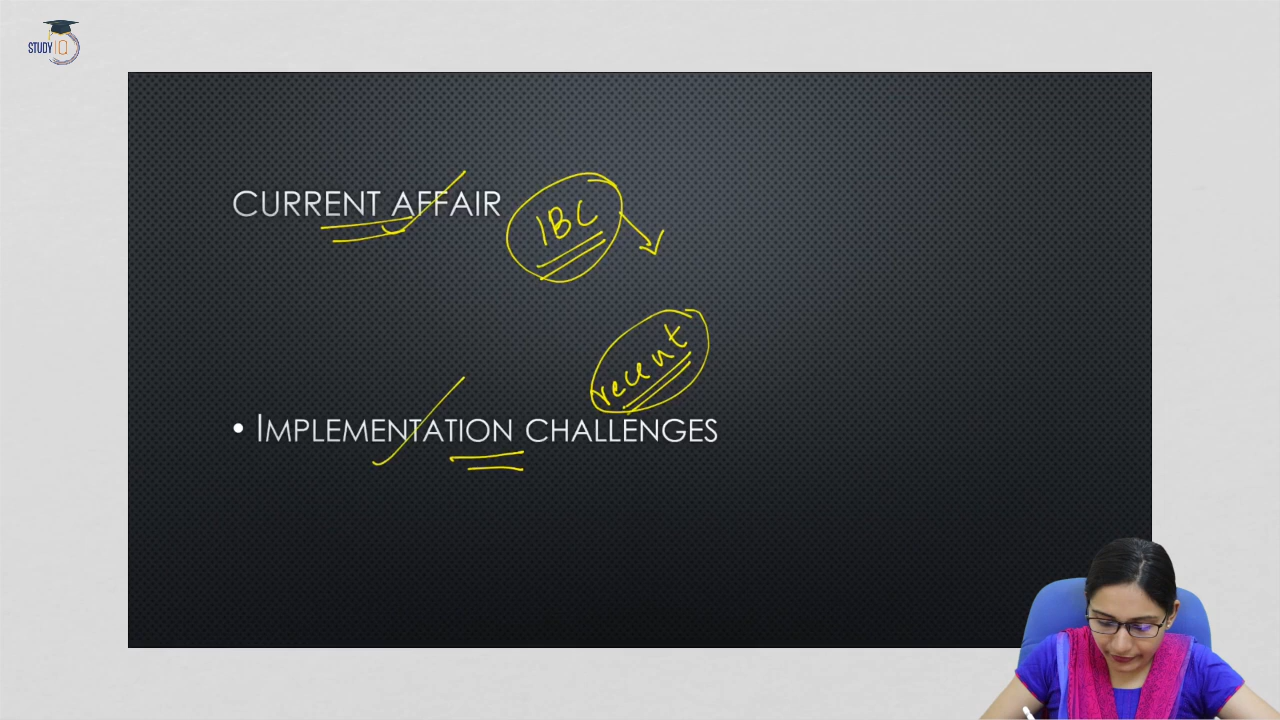 STUDY IQ
CURRENT AFFAIR
IBC
recent
• IMPLEMENTATION CHALLENGES